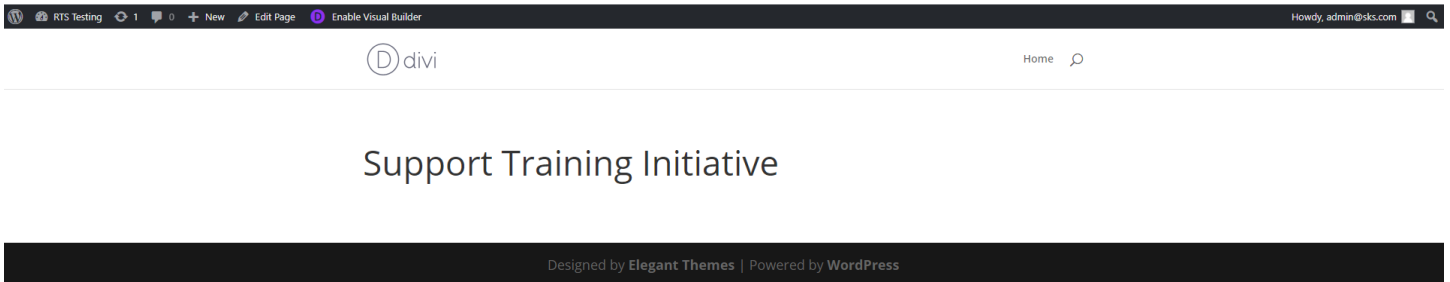 RTS Testing 1 0 + New Edit Page D Enable Visual Builder Howdy, admin@sks.com
D divi Home
Support Training Initiative
Designed by Elegant Themes | Powered by WordPress